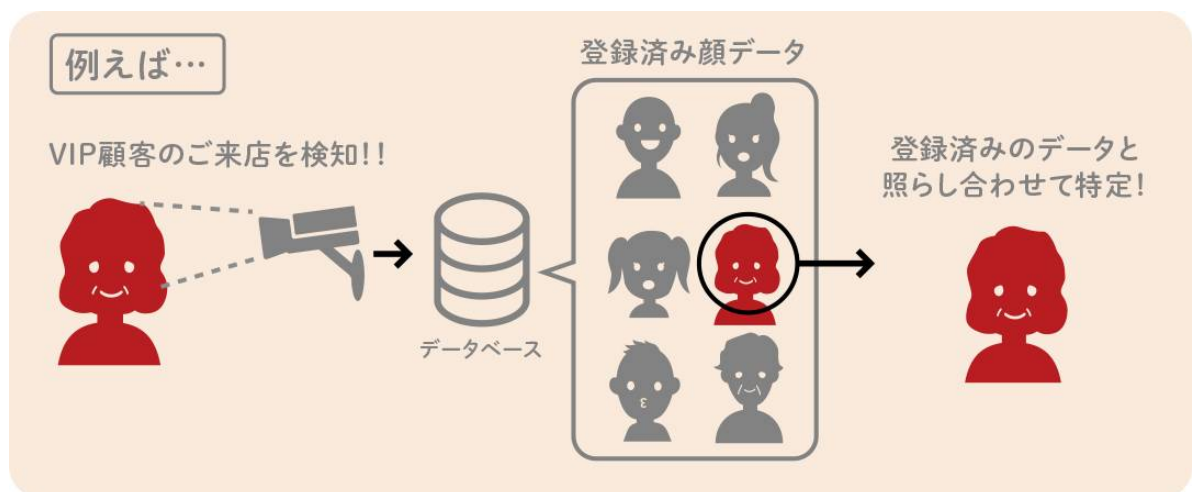 例えば…
VIP顧客のご来店を検知!!
データベース
登録済み顔データ
登録済みのデータと
照らし合わせて特定!